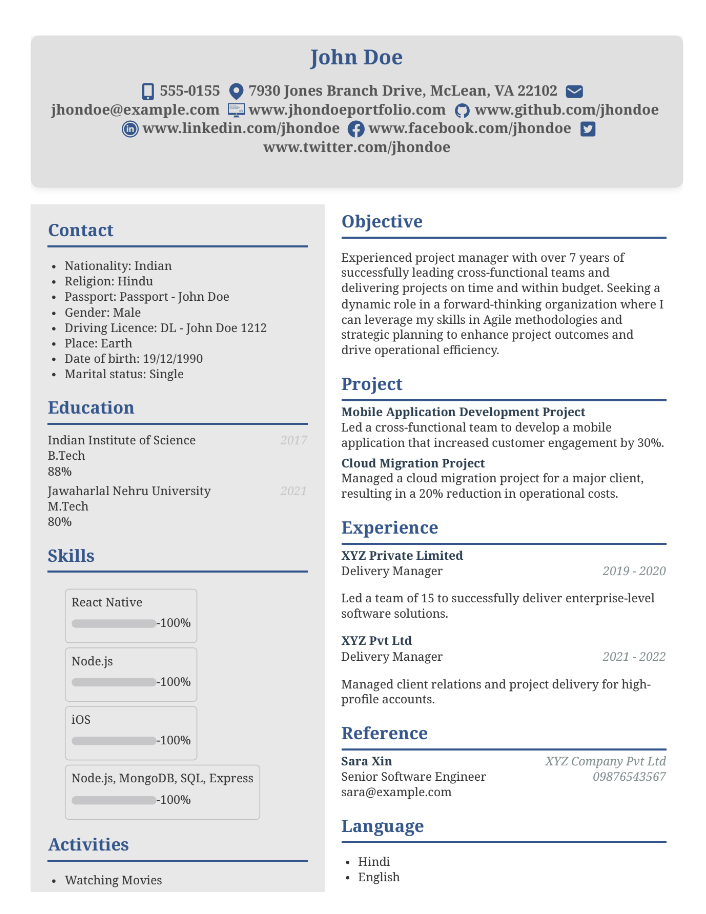 John Doe
555-0155 7930 Jones Branch Drive, McLean, VA 22102
jhondoe@example.com www.jhondoeportfolio.com www.github.com/jhondoe
www.linkedin.com/jhondoe www.facebook.com/jhondoe
www.twitter.com/jhondoe
Contact
Nationality: Indian
Religion: Hindu
Passport: Passport - John Doe
Gender: Male
Driving Licence: DL - John Doe 1212
Place: Earth
Date of birth: 19/12/1990
Marital status: Single
Education
Indian Institute of Science 2017
B.Tech
88%
Jawaharlal Nehru University 2021
M.Tech
80%
Skills
React Native
-100%
Node.js
-100%
iOS
-100%
Node.js, MongoDB, SQL, Express
-100%
Activities
Watching Movies
Objective
Experienced project manager with over 7 years of
successfully leading cross-functional teams and
delivering projects on time and within budget. Seeking a
dynamic role in a forward-thinking organization where I
can leverage my skills in Agile methodologies and
strategic planning to enhance project outcomes and
drive operational efficiency.
Project
Mobile Application Development Project
Led a cross-functional team to develop a mobile
application that increased customer engagement by 30%.
Cloud Migration Project
Managed a cloud migration project for a major client,
resulting in a 20% reduction in operational costs.
Experience
XYZ Private Limited
Delivery Manager 2019 - 2020
Led a team of 15 to successfully deliver enterprise-level
software solutions.
XYZ Pvt Ltd
Delivery Manager 2021 - 2022
Managed client relations and project delivery for high-
profile accounts.
Reference
Sara Xin XYZ Company Pvt Ltd
Senior Software Engineer 09876543567
sara@example.com
Language
Hindi
English